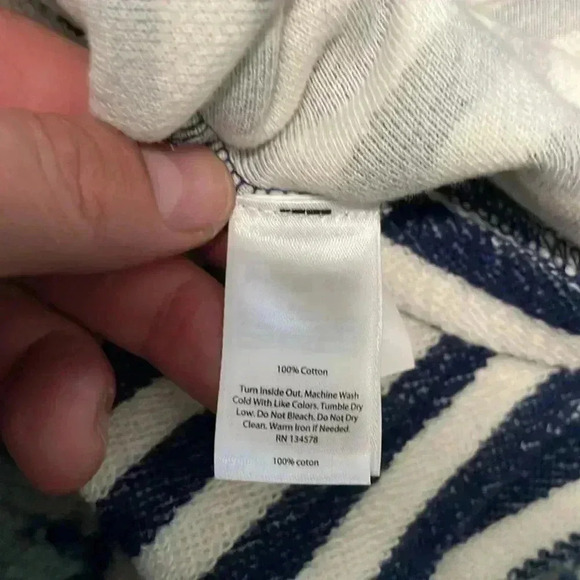 100% Cotton
Turn Inside Out. Machine Wash
Cold With Like Colors. Tumble Dry
Low. Do Not Bleach. Do Not Dry
Clean. Warm Iron if Needed.
RN 134578
100% coton